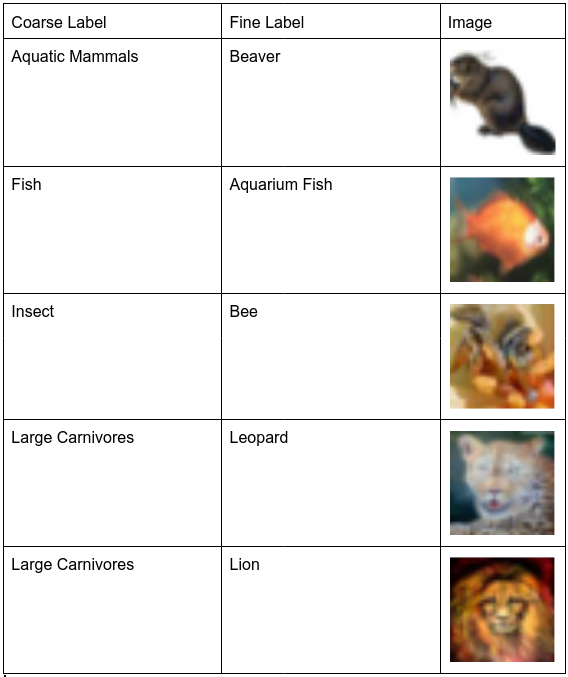 Coarse Label Fine Label Image
Aquatic Mammals Beaver
Fish Aquarium Fish
Insect Bee
Large Carnivores Leopard
Large Carnivores Lion